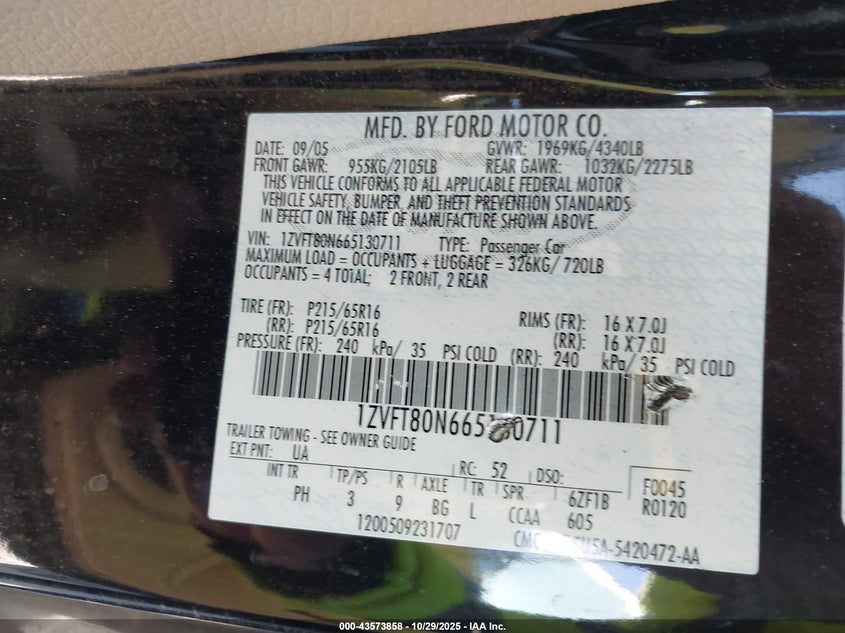 MFD. BY FORD MOTOR CO.
DATE: 09/05 GVWR: 1969KG/4340LB
FRONT GAWR: 955KG/2105LB REAR GAWR: 1032KG/2275LB
THIS VEHICLE CONFORMS TO ALL APPLICABLE FEDERAL MOTOR
VEHICLE SAFETY, BUMPER, AND THEFT PREVENTION STANDARDS
IN EFFECT ON THE DATE OF MANUFACTURE SHOWN ABOVE.
VIN: 1ZVFT80N665130711 TYPE: Passenger Car
MAXIMUM LOAD = OCCUPANTS + LUGGAGE = 326KG/ 720LB
OCCUPANTS = 4 TOTAL; 2 FRONT, 2 REAR
TIRE (FR): P215/65R16 RIMS (FR): 16 X 7.0J
(RR): P215/65R16 (RR): 16 X 7.0J
PRESSURE (FR): 240 kPa/ 35 PSI COLD (RR): 240 kPa/ 35 PSI COLD
TRAILER TOWING - SEE OWNER GUIDE
EXT PNT: UA RC: 52 DSO: F0045
INT TR TP/PS R AXLE TR SPR 6ZF1B R0120
PH 3 9 BG L CCAA 605
1200509231707
5420472-AA
000-43573858 - 10/29/2025 - IAA Inc.